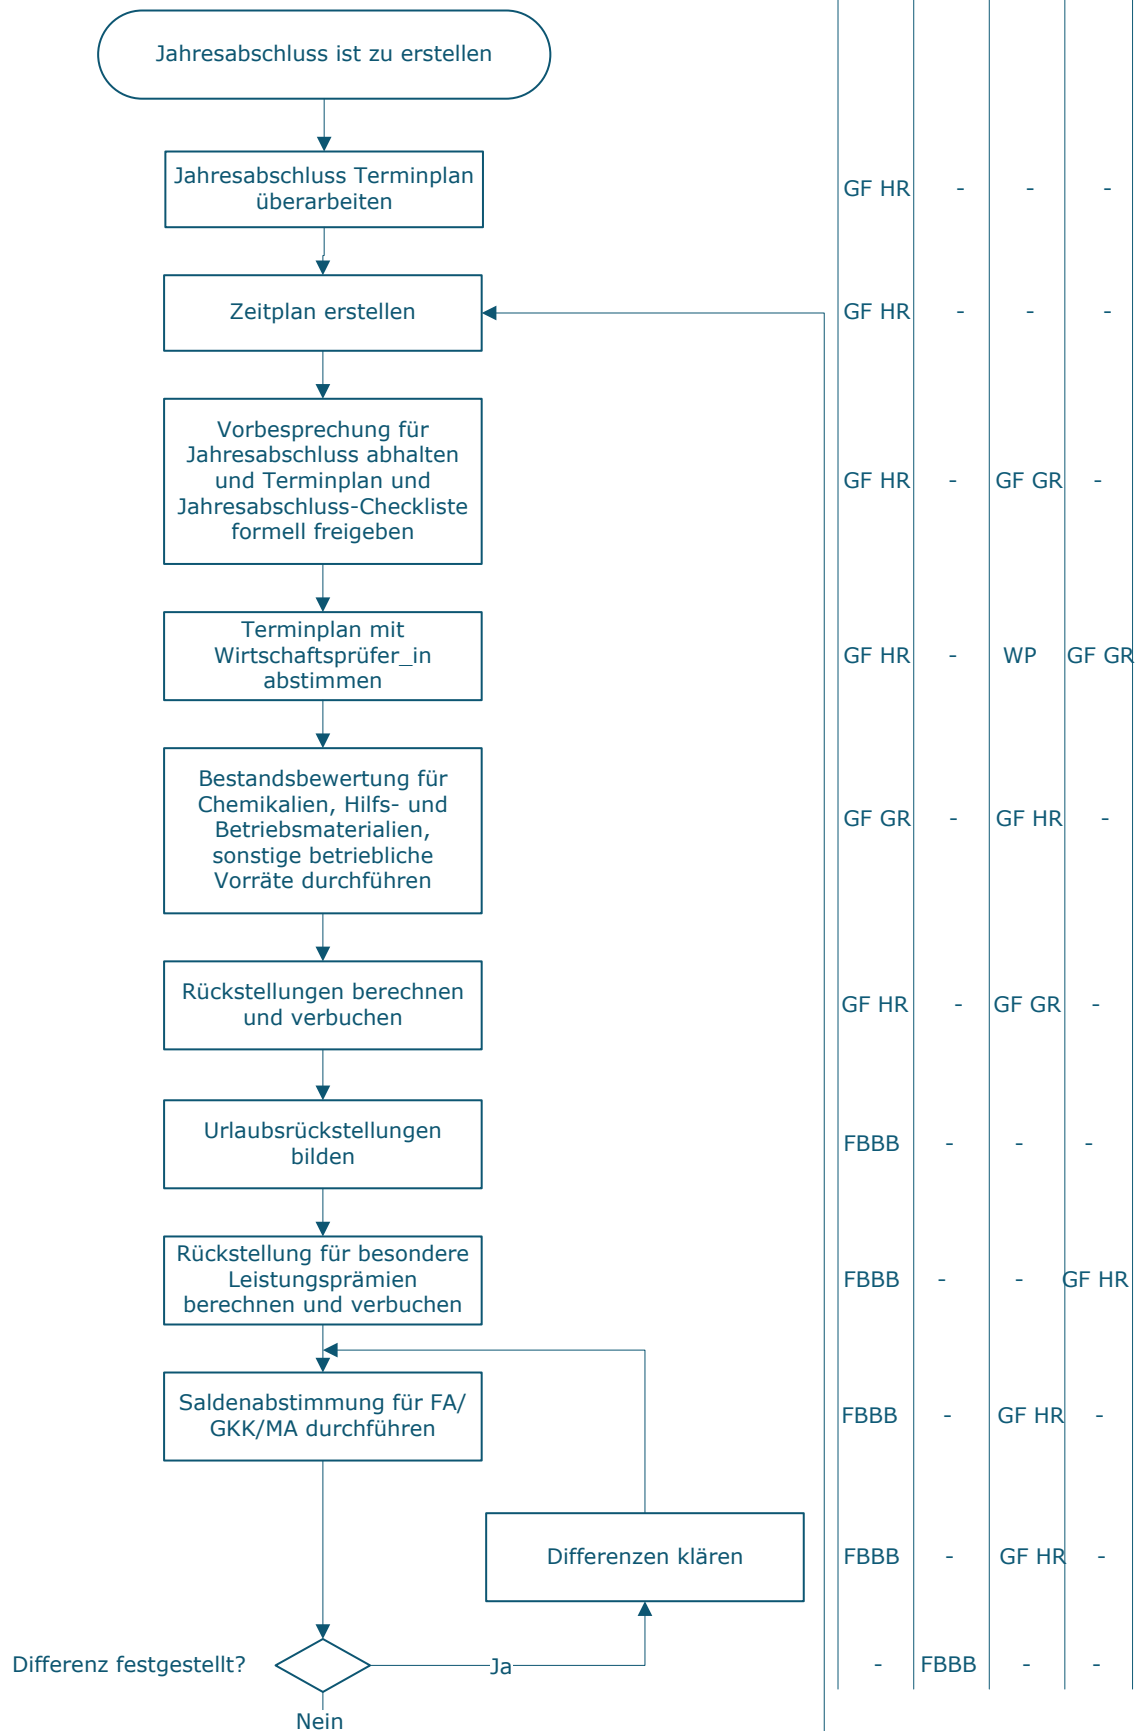 Jahresabschluss ist zu erstellen
Jahresabschluss Terminplan
überarbeiten
GF HR - - -
Zeitplan erstellen
GF HR - - -
Vorbesprechung für
Jahresabschluss abhalten
und Terminplan und
Jahresabschluss-Checkliste
formell freigeben
GF HR - GF GR -
Terminplan mit
Wirtschaftsprüfer_in
abstimmen
GF HR - WP GF GR
Bestandsbewertung für
Chemikalien, Hilfs- und
Betriebsmaterialien,
sonstige betriebliche
Vorräte durchführen
GF GR - GF HR -
Rückstellungen berechnen
und verbuchen
GF HR - GF GR -
Urlaubsrückstellungen
bilden
FBBB - - -
Rückstellung für besondere
Leistungsprämien
berechnen und verbuchen
FBBB - - GF HR
Saldenabstimmung für FA/
GKK/MA durchführen
FBBB - GF HR -
Differenzen klären
FBBB - GF HR -
Differenz festgestellt?
Ja
- FBBB - -
Nein